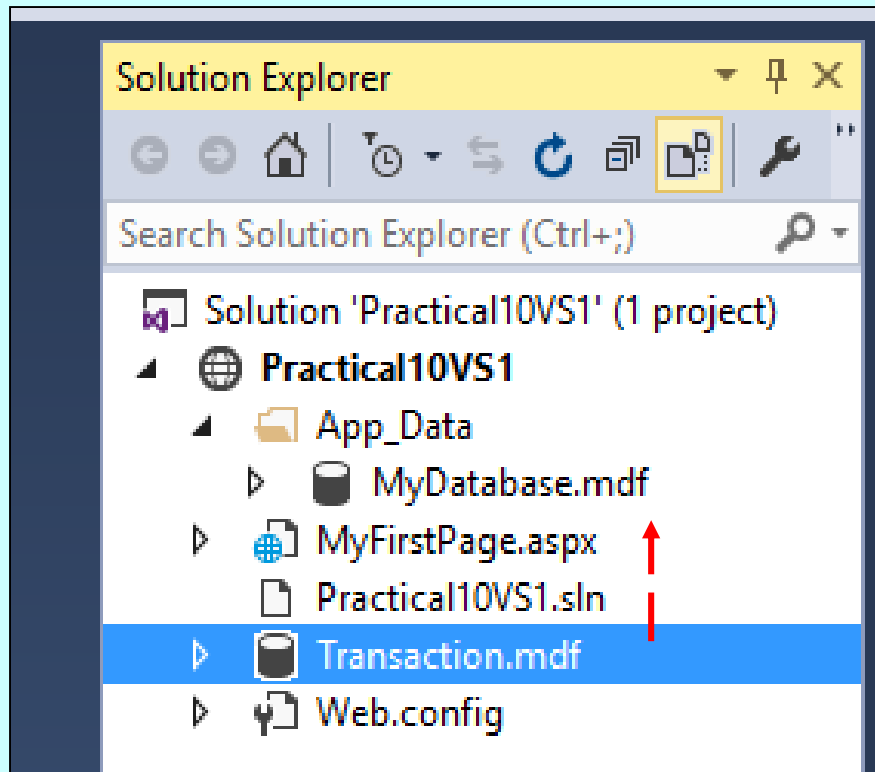 Solution Explorer
Search Solution Explorer (Ctrl+;)
Solution 'Practical10VS1' (1 project)
Practical10VS1
App_Data
MyDatabase.mdf
MyFirstPage.aspx
Practical10VS1.sln
Transaction.mdf
Web.config